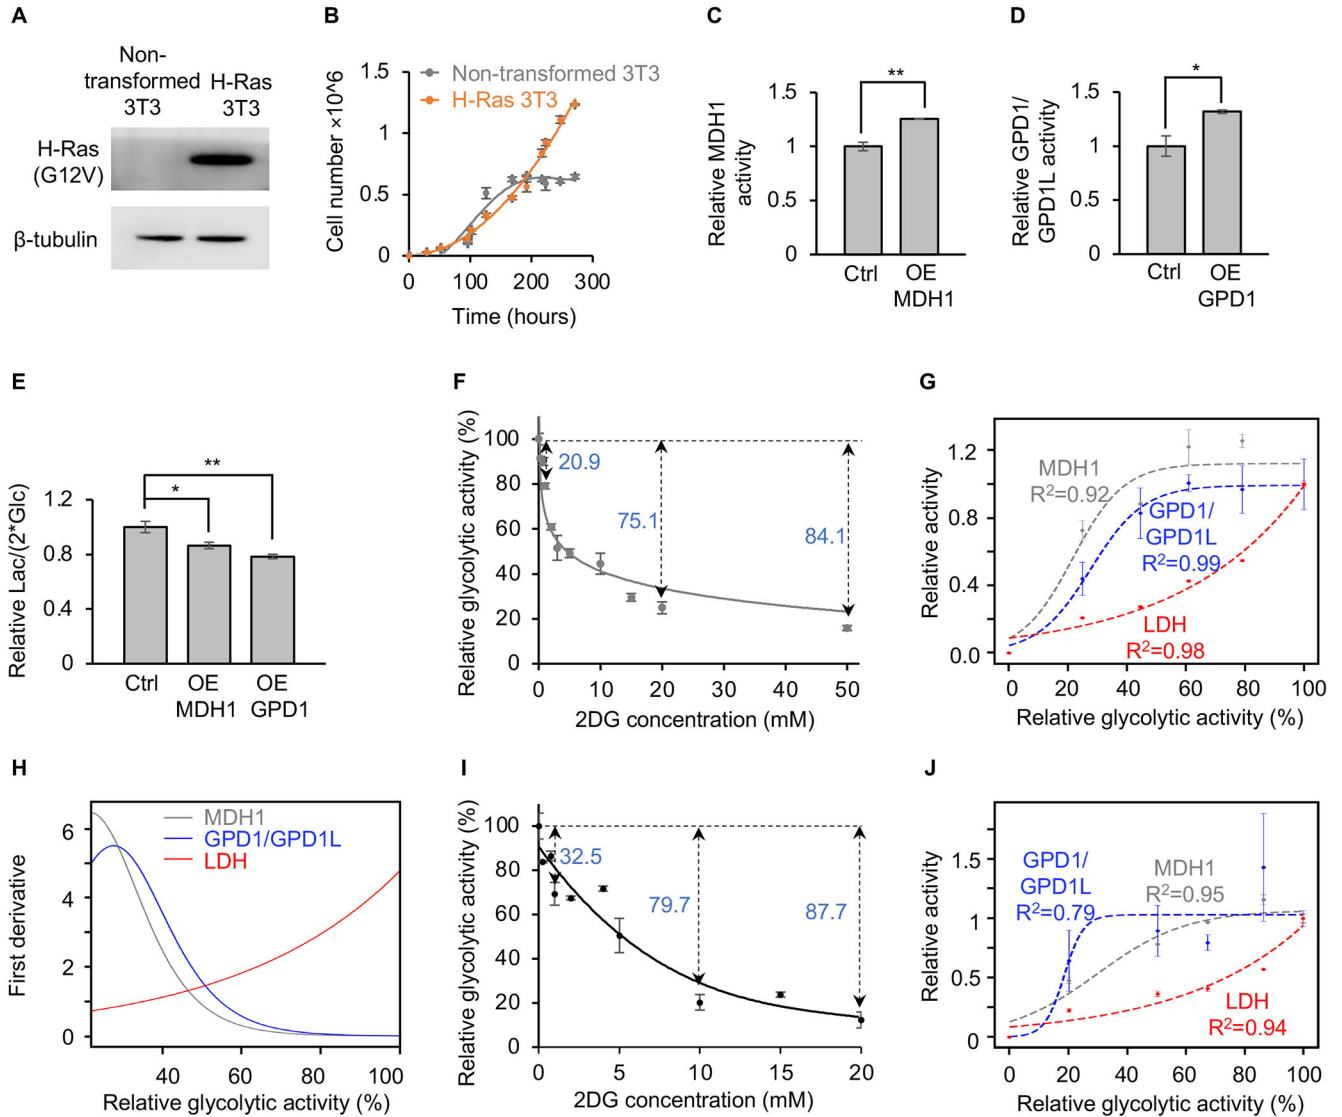 A
Non-
transformed
3T3
H-Ras
3T3
H-Ras
(G12V)
β-tubulin
B
Cell number ×10^6
1.5
1
0.5
0
Non-transformed 3T3
H-Ras 3T3
0
100
200
300
Time (hours)
C
Relative MDH1
activity
1.5
1
0.5
0
**
Ctrl
OE
MDH1
D
Relative GPD1/
GPD1L activity
1.5
1
0.5
0
*
Ctrl
OE
GPD1
E
Relative Lac/(2*Glc)
1.2
0.8
0.4
0
**
*
Ctrl
OE
MDH1
OE
GPD1
F
Relative glycolytic activity (%)
100
80
60
40
20
0
20.9
75.1
84.1
0
10
20
30
40
50
2DG concentration (mM)
G
Relative activity
1.2
0.8
0.4
0.0
MDH1
R²=0.92
GPD1/
GPD1L
R²=0.99
LDH
R²=0.98
0
20
40
60
80
100
Relative glycolytic activity (%)
H
First derivative
6
4
2
0
MDH1
GPD1/GPD1L
LDH
40
60
80
100
Relative glycolytic activity (%)
I
Relative glycolytic activity (%)
100
80
60
40
20
0
32.5
79.7
87.7
0
5
10
15
20
2DG concentration (mM)
J
Relative activity
1.5
1
0.5
0
GPD1/
GPD1L
R²=0.79
MDH1
R²=0.95
LDH
R²=0.94
0
20
40
60
80
100
Relative glycolytic activity (%)